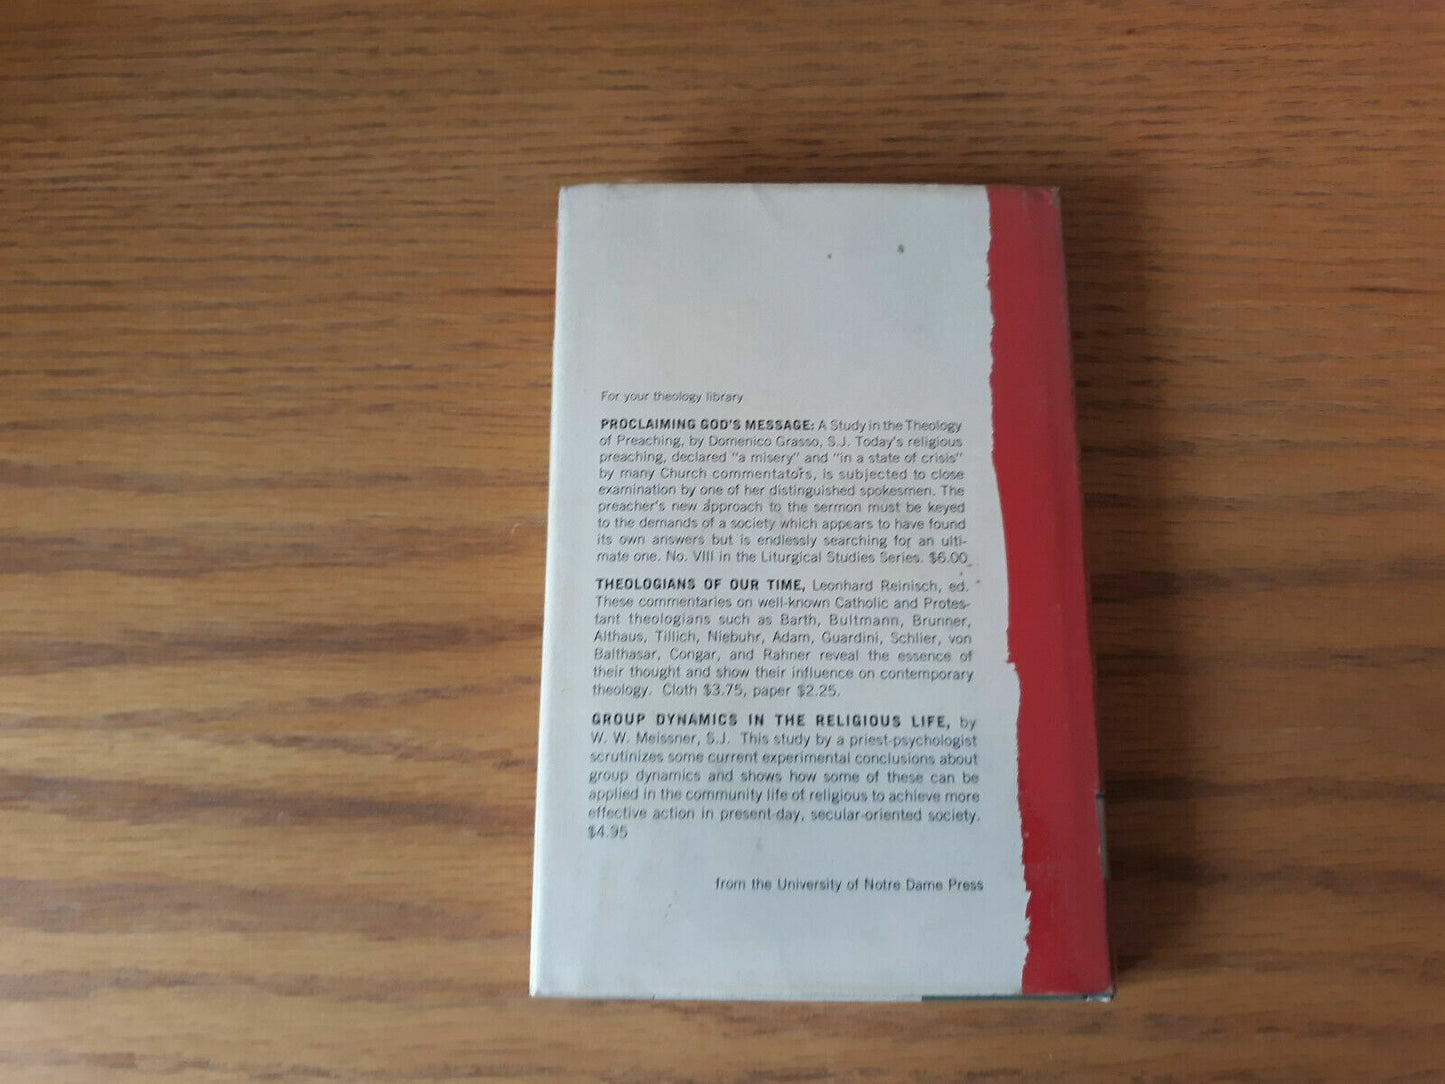 For your theology library
PROCLAIMING GOD'S MESSAGE: A Study in the Theology
of Preaching, by Domenico Grasso, S.J. Today's religious
preaching, declared "a misery" and "in a state of crisis"
by many Church commentators, is subjected to close
examination by one of her distinguished spokesmen. The
preacher's new approach to the sermon must be keyed
to the demands of a society which appears to have found
its own answers but is endlessly searching for an ulti-
mate one. No. VIII in the Liturgical Studies Series. $6.00
THEOLOGIANS OF OUR TIME, Leonhard Reinisch, ed.
These commentaries on well-known Catholic and Protes-
tant theologians such as Barth, Bultmann, Brunner,
Althaus, Tillich, Niebuhr, Adam, Guardini, Schlier, von
Balthasar, Congar, and Rahner reveal the essence of
their thought and show their influence on contemporary
theology. Cloth $3.75, paper $2.25.
GROUP DYNAMICS IN THE RELIGIOUS LIFE, by
W. W. Meissner, S.J. This study by a priest-psychologist
scrutinizes some current experimental conclusions about
group dynamics and shows how some of these can be
applied in the community life of religious to achieve more
effective action in present-day, secular-oriented society.
$4.95
from the University of Notre Dame Press